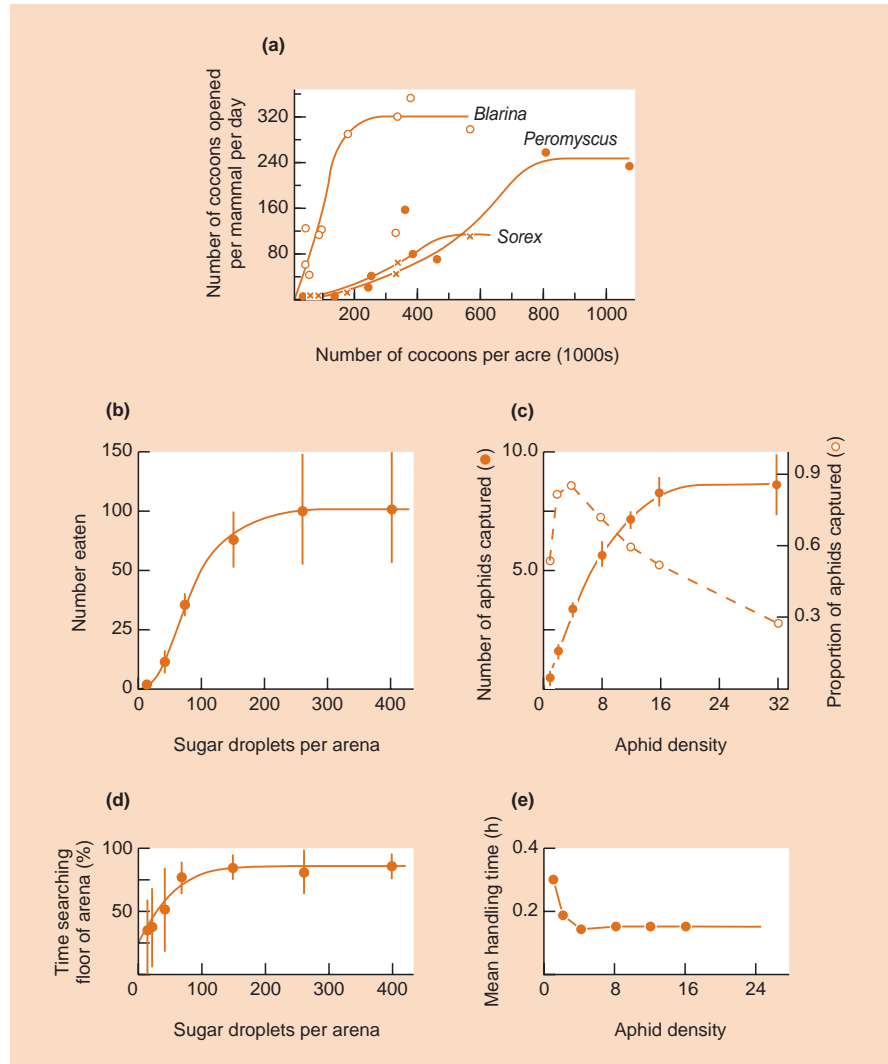 (a)
Number of cocoons opened
per mammal per day
320
240
160
80
Blarina
Peromyscus
Sorex
200
400
600
800
1000
Number of cocoons per acre (1000s)
(b)
Number eaten
150
100
50
25
0
0
100
200
300
400
Sugar droplets per arena
(c)
Number of aphids captured (●)
10.0
5.0
0
8
16
24
32
Aphid density
0.9
0.6
0.3
Proportion of aphids captured (○)
(d)
Time searching
floor of arena (%)
100
50
0
100
200
300
400
Sugar droplets per arena
(e)
Mean handling time (h)
0.4
0.2
0
8
16
24
Aphid density